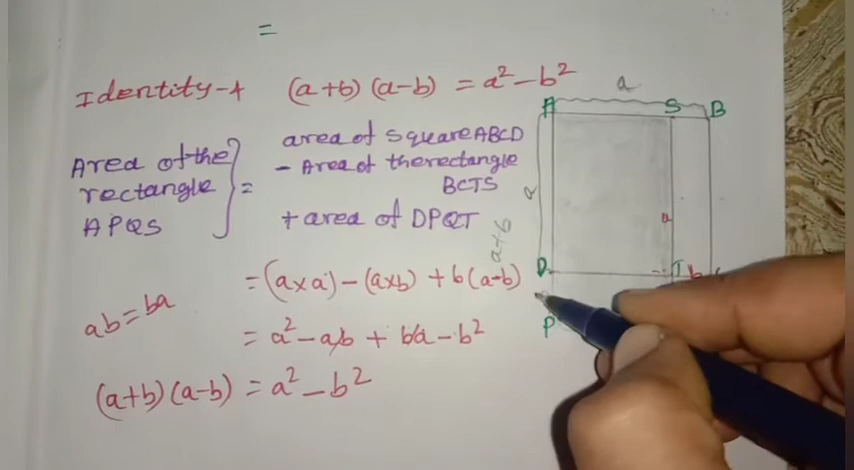 =
Identity-4 (a+b) (a-b) = a²-b²
Area of the rectangle APQS } = area of square ABCD
- Area of the rectangle BCTS
+ area of DPQT
= (a×a) - (a×b) + b(a-b)
ab=ba
= a² - ab + ba - b²
(a+b) (a-b) = a² - b²
a
A S B
a
a+b
a
D T b
P